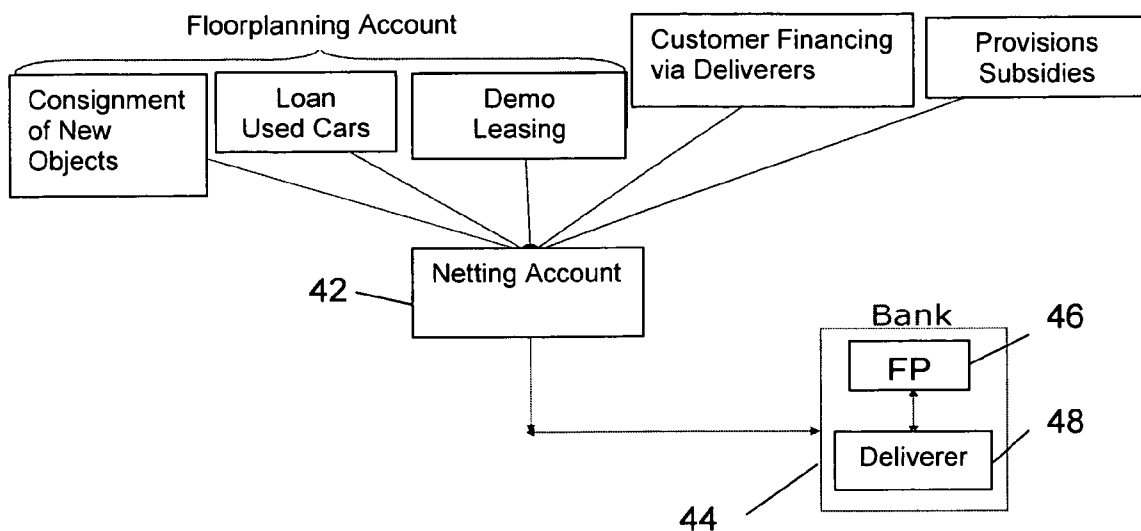 Floorplanning Account
Consignment
of New
Objects
Loan
Used Cars
Demo
Leasing
Customer Financing
via Deliverers
Provisions
Subsidies
42
Netting Account
Bank
46
FP
48
Deliverer
44